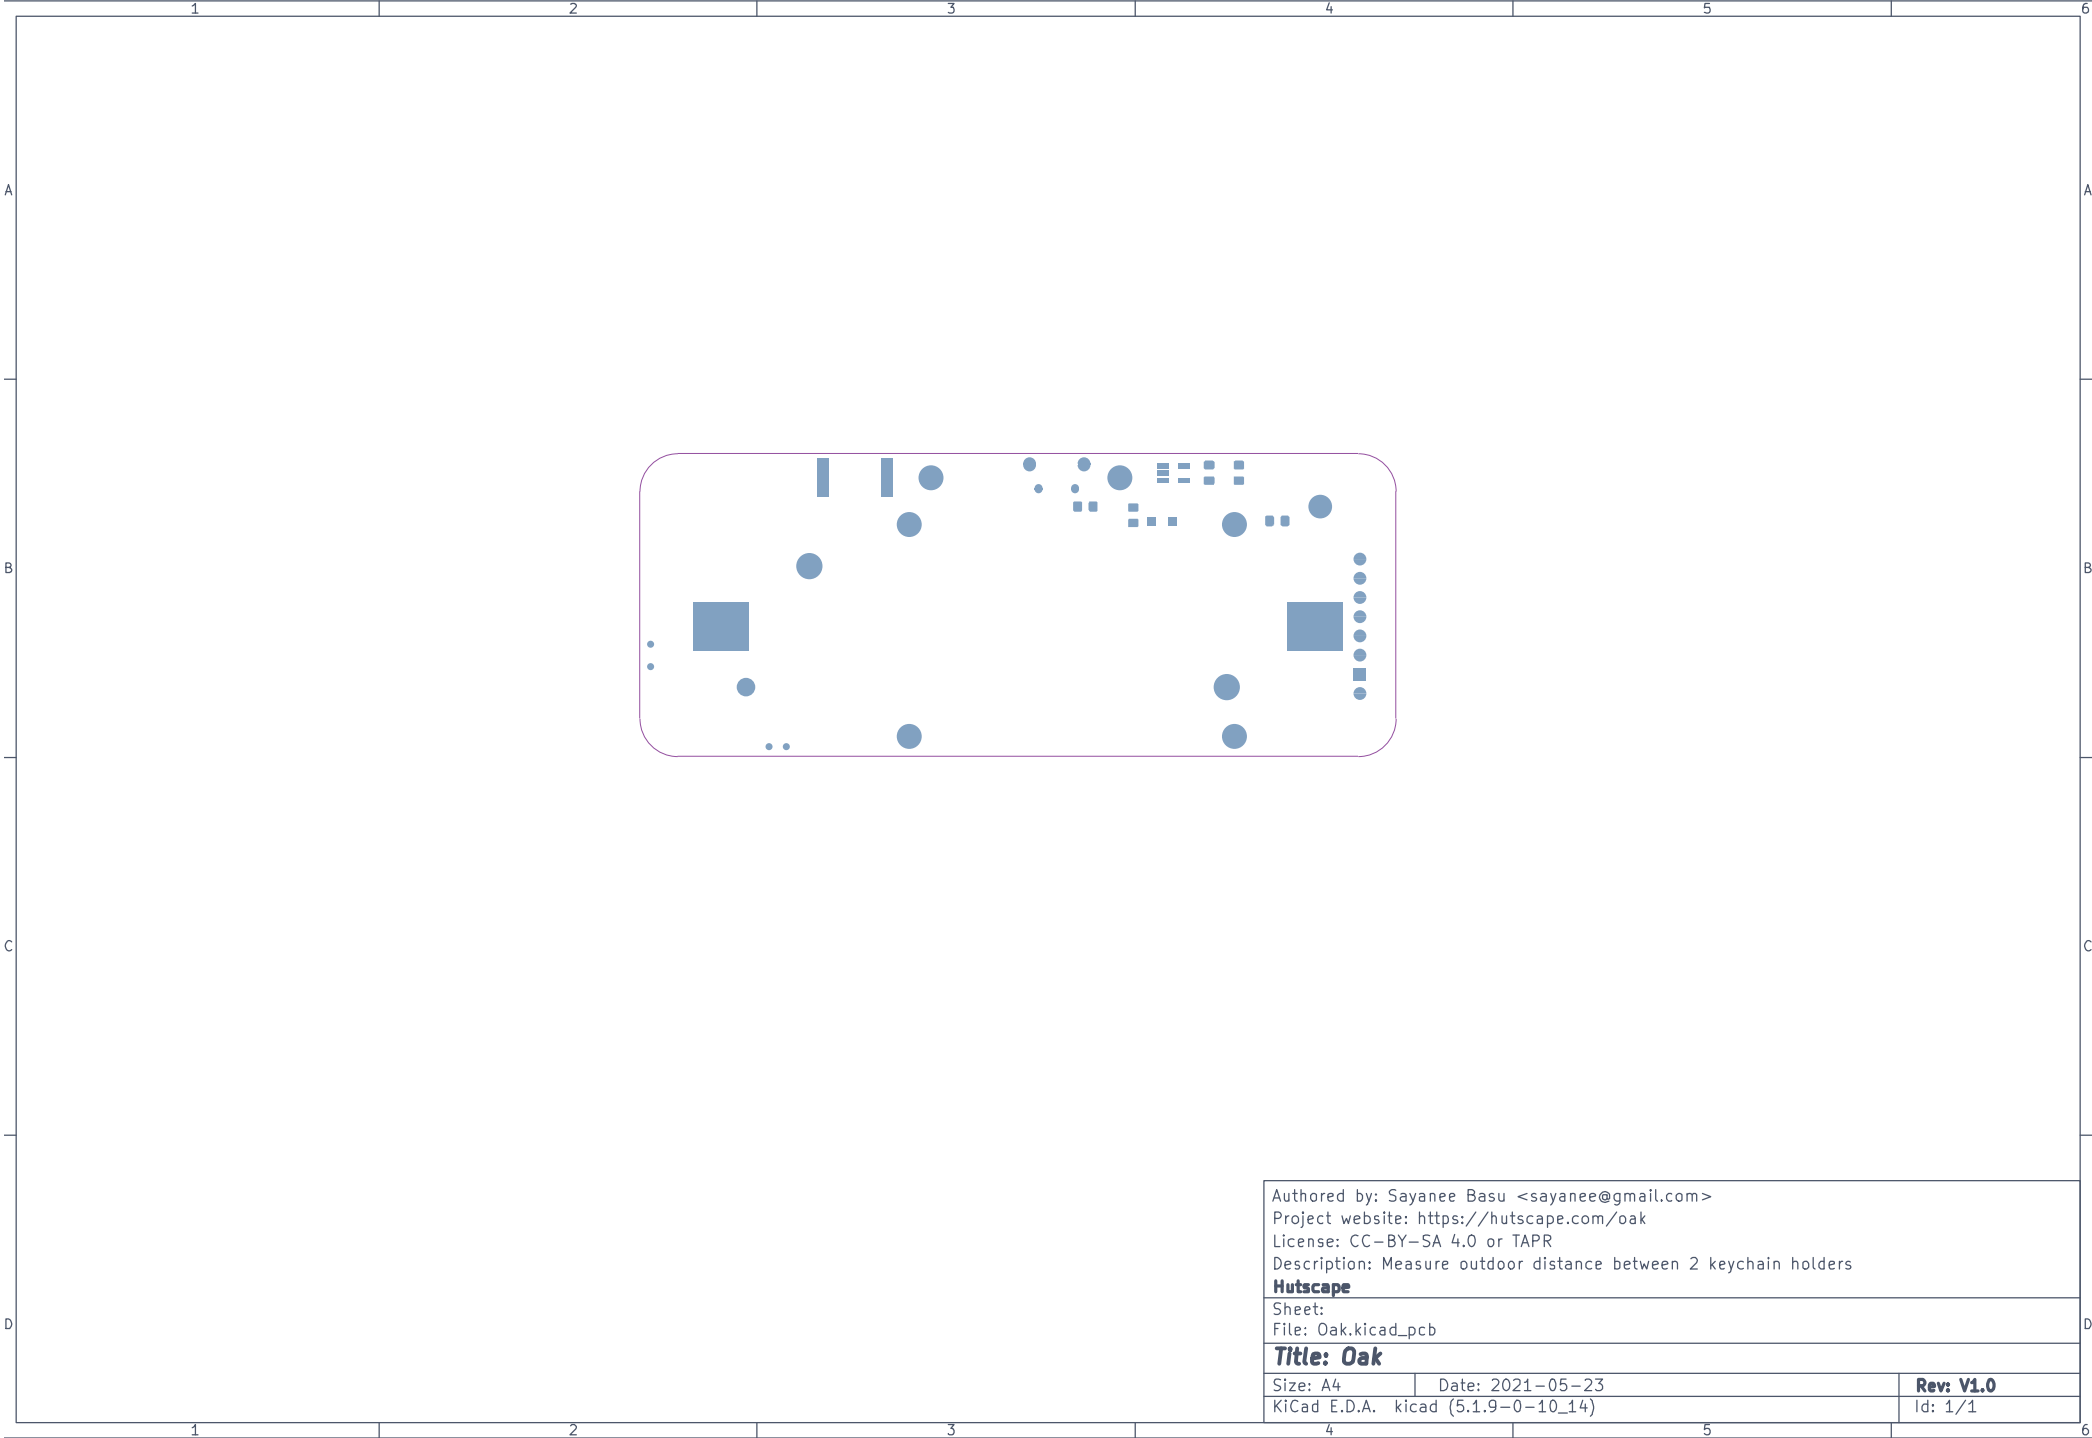 1 2 3 4 5 6
A A
B B
C C
D D
Authored by: Sayanee Basu <sayanee@gmail.com>
Project website: https://hutscape.com/oak
License: CC-BY-SA 4.0 or TAPR
Description: Measure outdoor distance between 2 keychain holders
Hutscape
Sheet:
File: Oak.kicad_pcb
Title: Oak
Size: A4 Date: 2021-05-23 Rev: V1.0
KiCad E.D.A. kicad (5.1.9-0-10_14) Id: 1/1
1 2 3 4 5 6